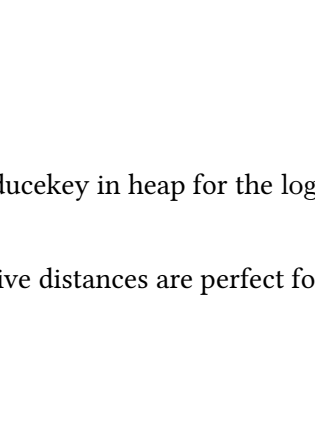 ducekey in heap for the log
ive distances are perfect fo